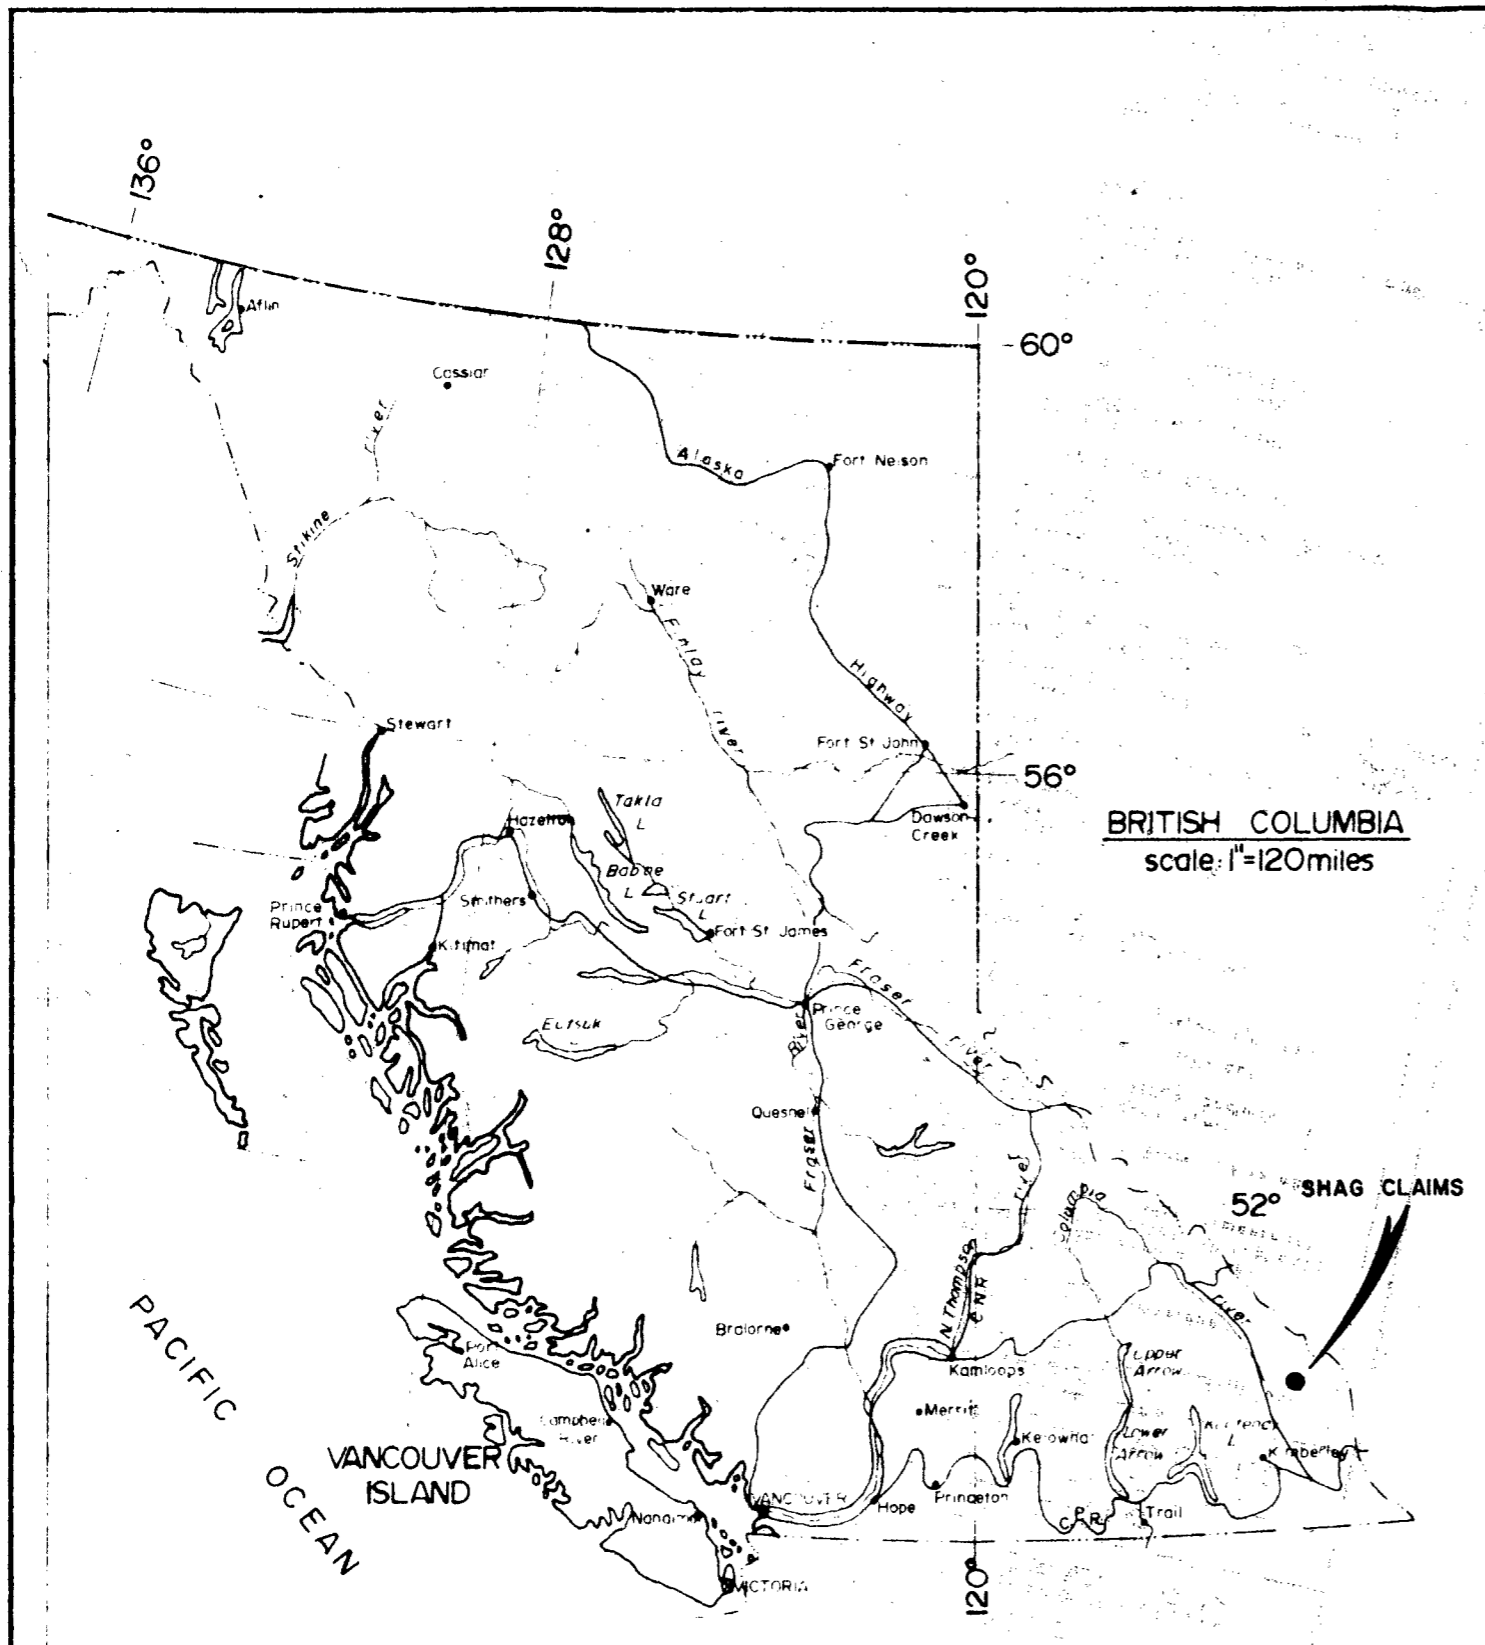 136°
128°
120°
60°
Atlin
Cassiar
river
Stikine
Alaska
Fort Nelson
Ware
Finlay
river
Highway
Stewart
Fort St John
56°
Dawson
Creek
BRITISH COLUMBIA
scale: 1"=120miles
Takla
L
Hazelton
Babine
L
Stuart
L
Smithers
Prince
Rupert
Kitimat
Fort St James
Fraser
river
Prince
George
River
Eutsuk
Quesnel
Fraser
river
Columbia
river
52°
SHAG CLAIMS
N. Thompson
C N R
Bralorne
Kamloops
Upper
Arrow
Port
Alice
Merritt
Kelowna
Lower
Arrow
Kootenay
L
Kimberley
Campbell
River
VANCOUVER
ISLAND
VANCOUVER
Hope
Princeton
C.P.R.
Trail
Nanaimo
VICTORIA
120°
PACIFIC
OCEAN